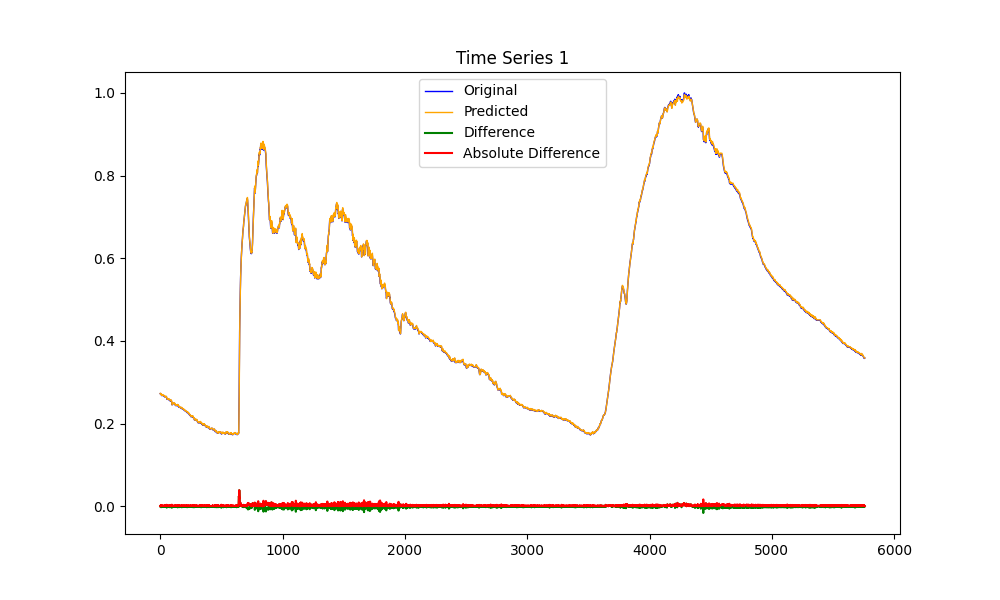 Time Series 1
Original
Predicted
Difference
Absolute Difference
1.0
0.8
0.6
0.4
0.2
0.0
0 1000 2000 3000 4000 5000 6000